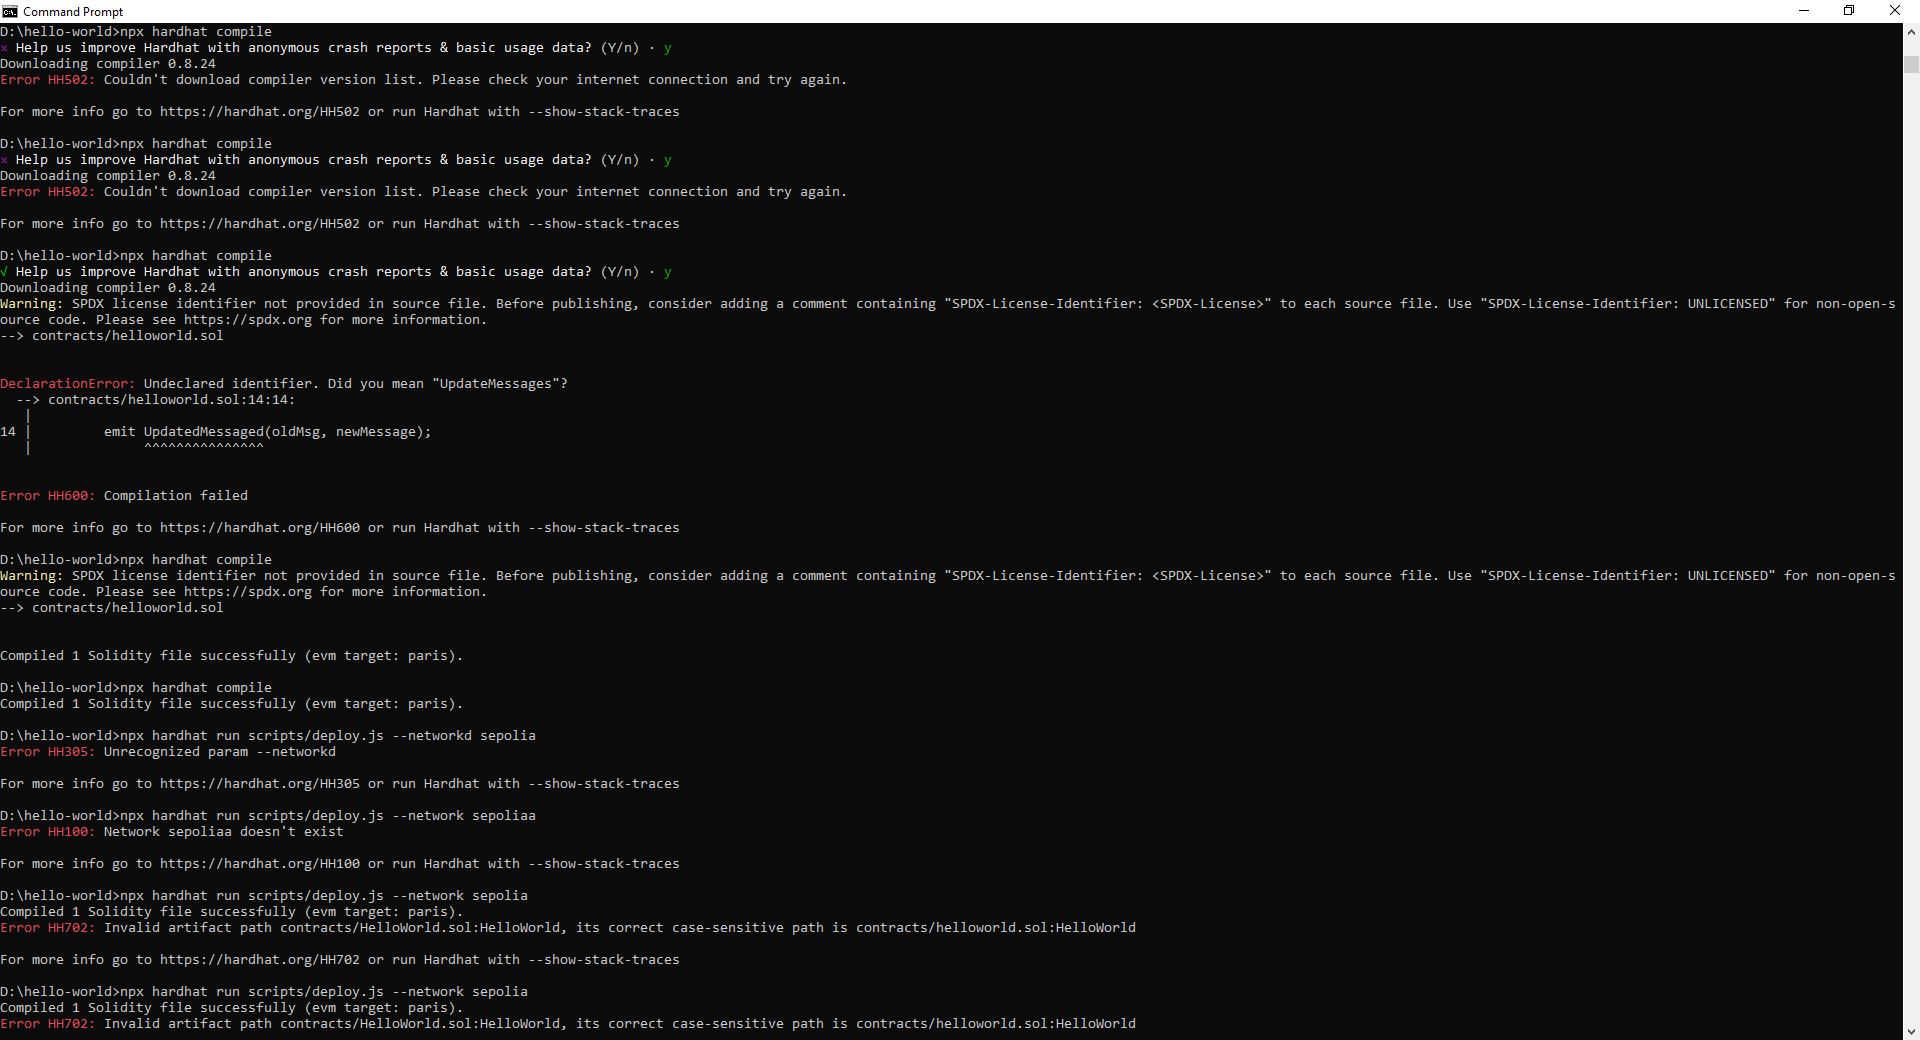 Command Prompt
D:\hello-world>npx hardhat compile
× Help us improve Hardhat with anonymous crash reports & basic usage data? (Y/n) · y
Downloading compiler 0.8.24
Error HH502: Couldn't download compiler version list. Please check your internet connection and try again.
For more info go to https://hardhat.org/HH502 or run Hardhat with --show-stack-traces
D:\hello-world>npx hardhat compile
× Help us improve Hardhat with anonymous crash reports & basic usage data? (Y/n) · y
Downloading compiler 0.8.24
Error HH502: Couldn't download compiler version list. Please check your internet connection and try again.
For more info go to https://hardhat.org/HH502 or run Hardhat with --show-stack-traces
D:\hello-world>npx hardhat compile
√ Help us improve Hardhat with anonymous crash reports & basic usage data? (Y/n) · y
Downloading compiler 0.8.24
Warning: SPDX license identifier not provided in source file. Before publishing, consider adding a comment containing "SPDX-License-Identifier: <SPDX-License>" to each source file. Use "SPDX-License-Identifier: UNLICENSED" for non-open-s
ource code. Please see https://spdx.org for more information.
--> contracts/helloworld.sol
DeclarationError: Undeclared identifier. Did you mean "UpdateMessages"?
  --> contracts/helloworld.sol:14:14:
   |
14 |         emit UpdatedMessaged(oldMsg, newMessage);
   |              ^^^^^^^^^^^^^^^
Error HH600: Compilation failed
For more info go to https://hardhat.org/HH600 or run Hardhat with --show-stack-traces
D:\hello-world>npx hardhat compile
Warning: SPDX license identifier not provided in source file. Before publishing, consider adding a comment containing "SPDX-License-Identifier: <SPDX-License>" to each source file. Use "SPDX-License-Identifier: UNLICENSED" for non-open-s
ource code. Please see https://spdx.org for more information.
--> contracts/helloworld.sol
Compiled 1 Solidity file successfully (evm target: paris).
D:\hello-world>npx hardhat compile
Compiled 1 Solidity file successfully (evm target: paris).
D:\hello-world>npx hardhat run scripts/deploy.js --networkd sepolia
Error HH305: Unrecognized param --networkd
For more info go to https://hardhat.org/HH305 or run Hardhat with --show-stack-traces
D:\hello-world>npx hardhat run scripts/deploy.js --network sepoliaa
Error HH100: Network sepoliaa doesn't exist
For more info go to https://hardhat.org/HH100 or run Hardhat with --show-stack-traces
D:\hello-world>npx hardhat run scripts/deploy.js --network sepolia
Compiled 1 Solidity file successfully (evm target: paris).
Error HH702: Invalid artifact path contracts/HelloWorld.sol:HelloWorld, its correct case-sensitive path is contracts/helloworld.sol:HelloWorld
For more info go to https://hardhat.org/HH702 or run Hardhat with --show-stack-traces
D:\hello-world>npx hardhat run scripts/deploy.js --network sepolia
Compiled 1 Solidity file successfully (evm target: paris).
Error HH702: Invalid artifact path contracts/HelloWorld.sol:HelloWorld, its correct case-sensitive path is contracts/helloworld.sol:HelloWorld